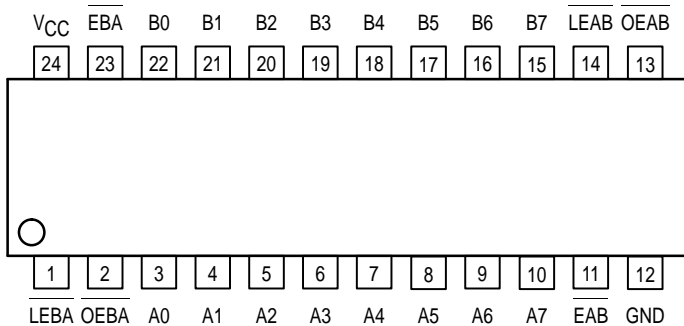 VCC EBA B0 B1 B2 B3 B4 B5 B6 B7 LEAB OEAB
24 23 22 21 20 19 18 17 16 15 14 13
1 2 3 4 5 6 7 8 9 10 11 12
LEBA OEBA A0 A1 A2 A3 A4 A5 A6 A7 EAB GND